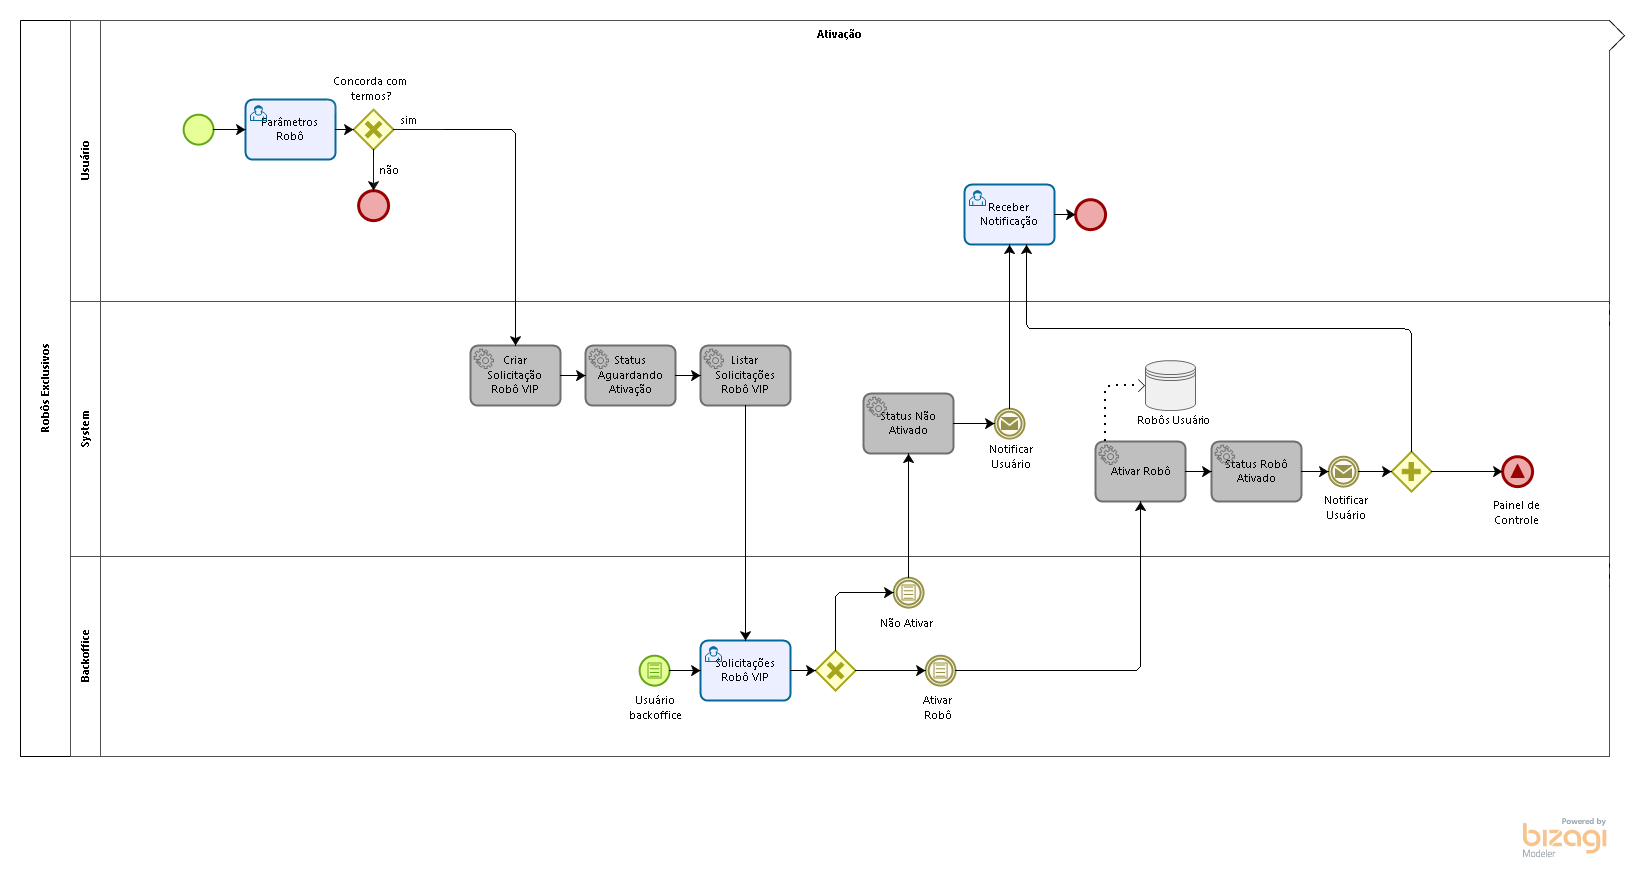 Ativação
Robôs Exclusivos
Usuário
Concorda com
termos?
Parâmetros
Robô
sim
não
Receber
Notificação
System
Criar
Solicitação
Robô VIP
Status
Aguardando
Ativação
Listar
Solicitações
Robô VIP
Status Não
Ativado
Notificar
Usuário
Robôs Usuário
Ativar Robô
Status Robô
Ativado
Notificar
Usuário
Painel de
Controle
Backoffice
Não Ativar
Usuário
backoffice
Solicitações
Robô VIP
Ativar
Robô
Powered by
bizagi
Modeler